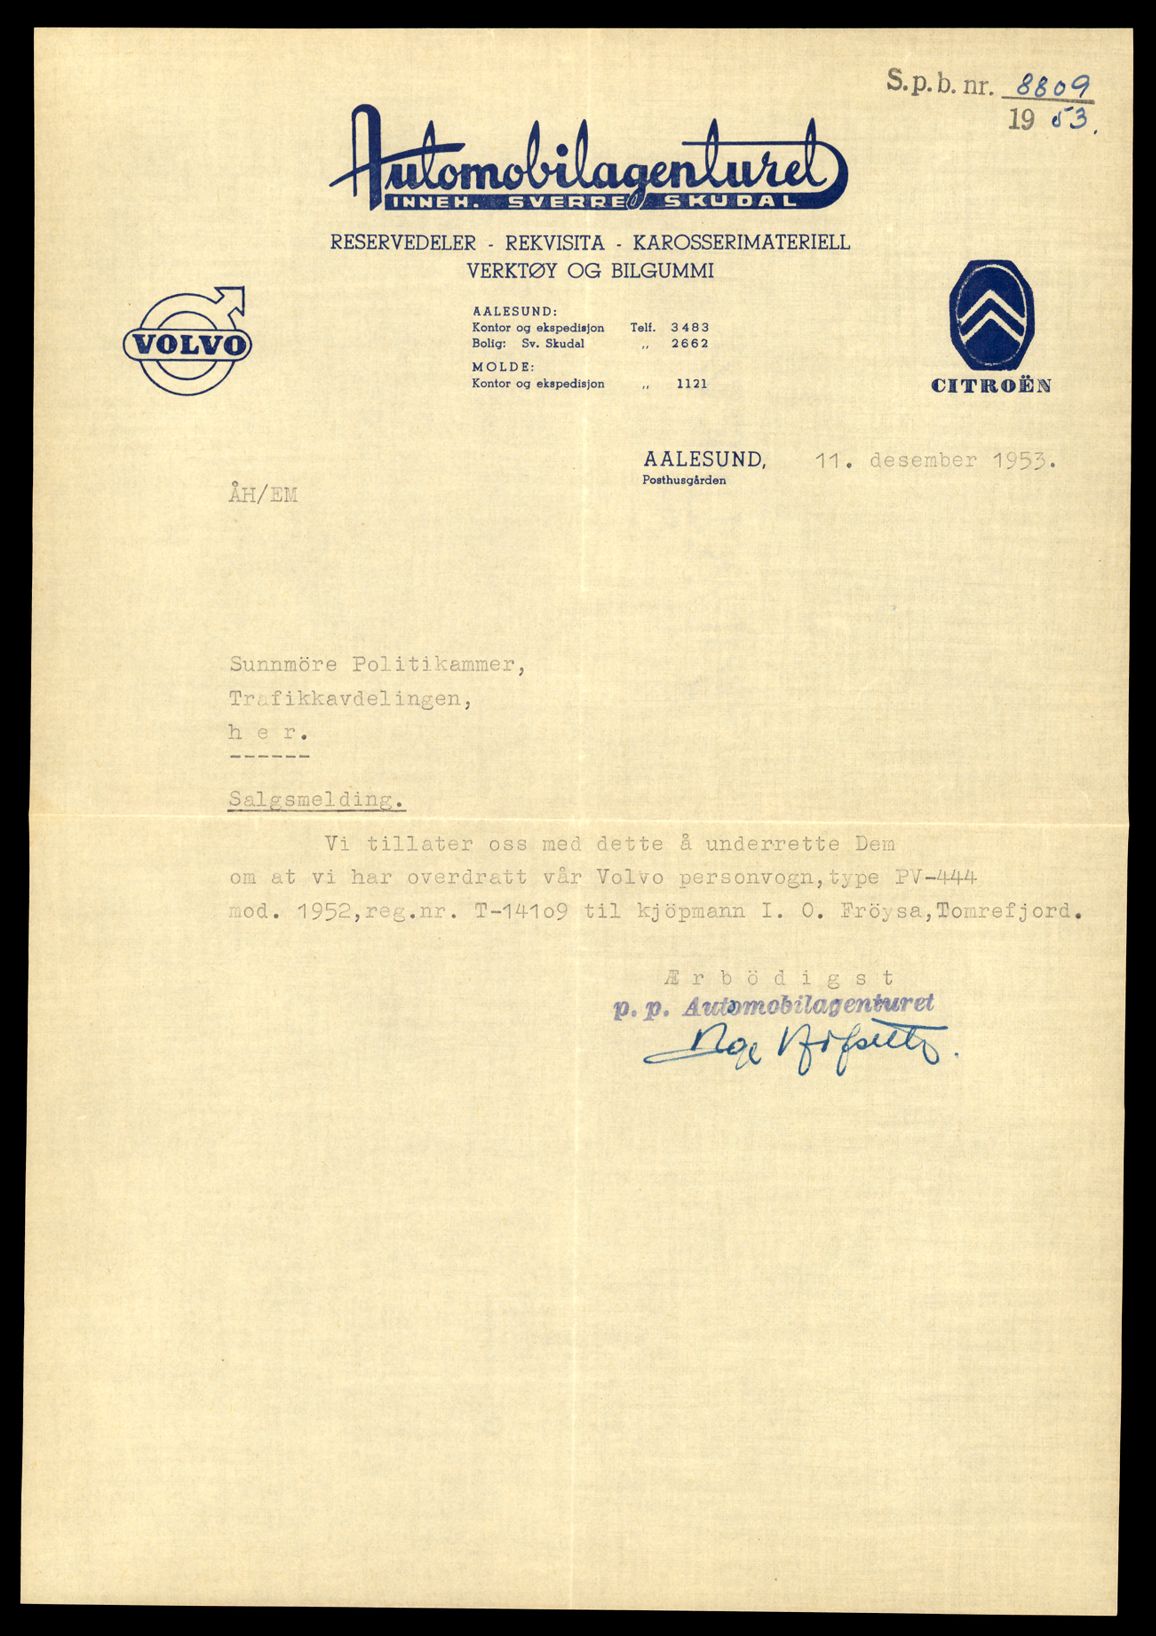 S.p.b. nr. 8809
19 53.
Automobilagenturet
INNEH. SVERRE SKUDAL
RESERVEDELER - REKVISITA - KAROSSERIMATERIELL
VERKTØY OG BILGUMMI
VOLVO
AALESUND:
Kontor og ekspedisjon Telf. 3483
Bolig: Sv. Skudal „ 2662
MOLDE:
Kontor og ekspedisjon „ 1121
CITROËN
AALESUND, 11. desember 1953.
Posthusgården
ÅH/EM
Sunnmöre Politikammer,
Trafikkavdelingen,
h e r.
------
Salgsmelding.
Vi tillater oss med dette å underrette Dem
om at vi har overdratt vår Volvo personvogn,type PV-444
mod. 1952,reg.nr. T-141o9 til kjöpmann I. O. Fröysa,Tomrefjord.
Æ r b ö d i g s t
p. p. Automobilagenturet